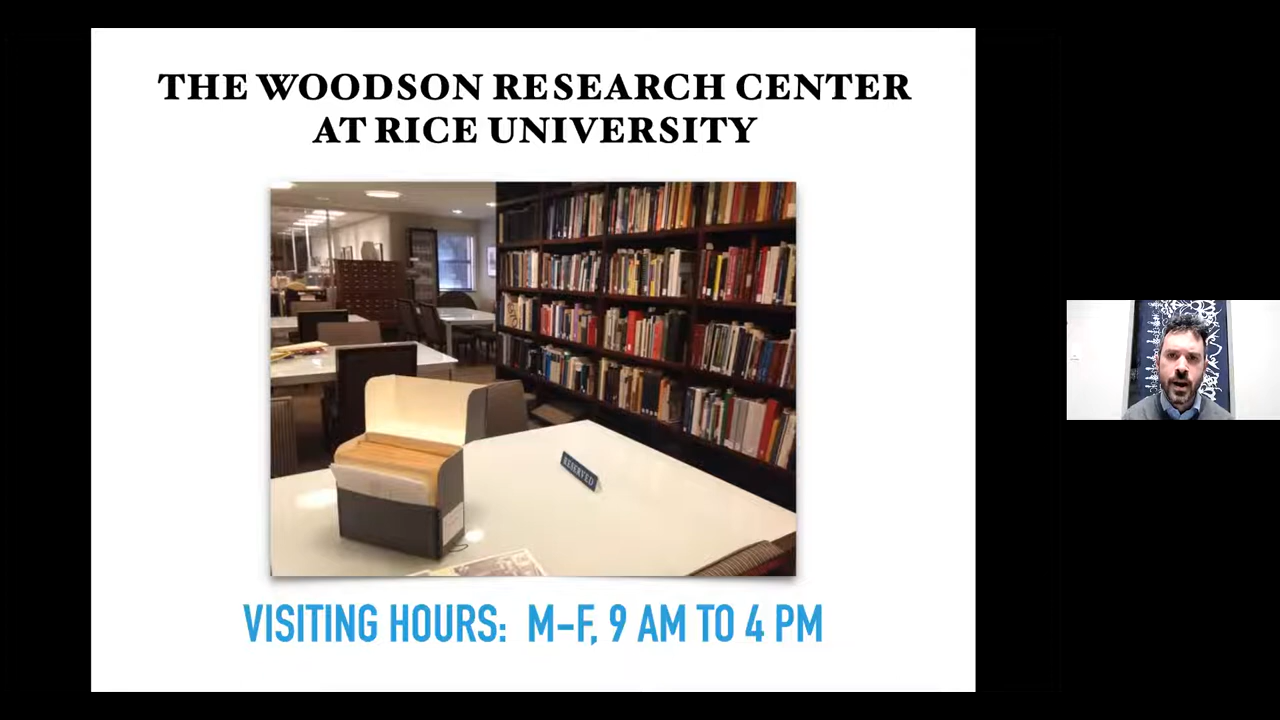 THE WOODSON RESEARCH CENTER
AT RICE UNIVERSITY
RESERVED
VISITING HOURS: M–F, 9 AM TO 4 PM